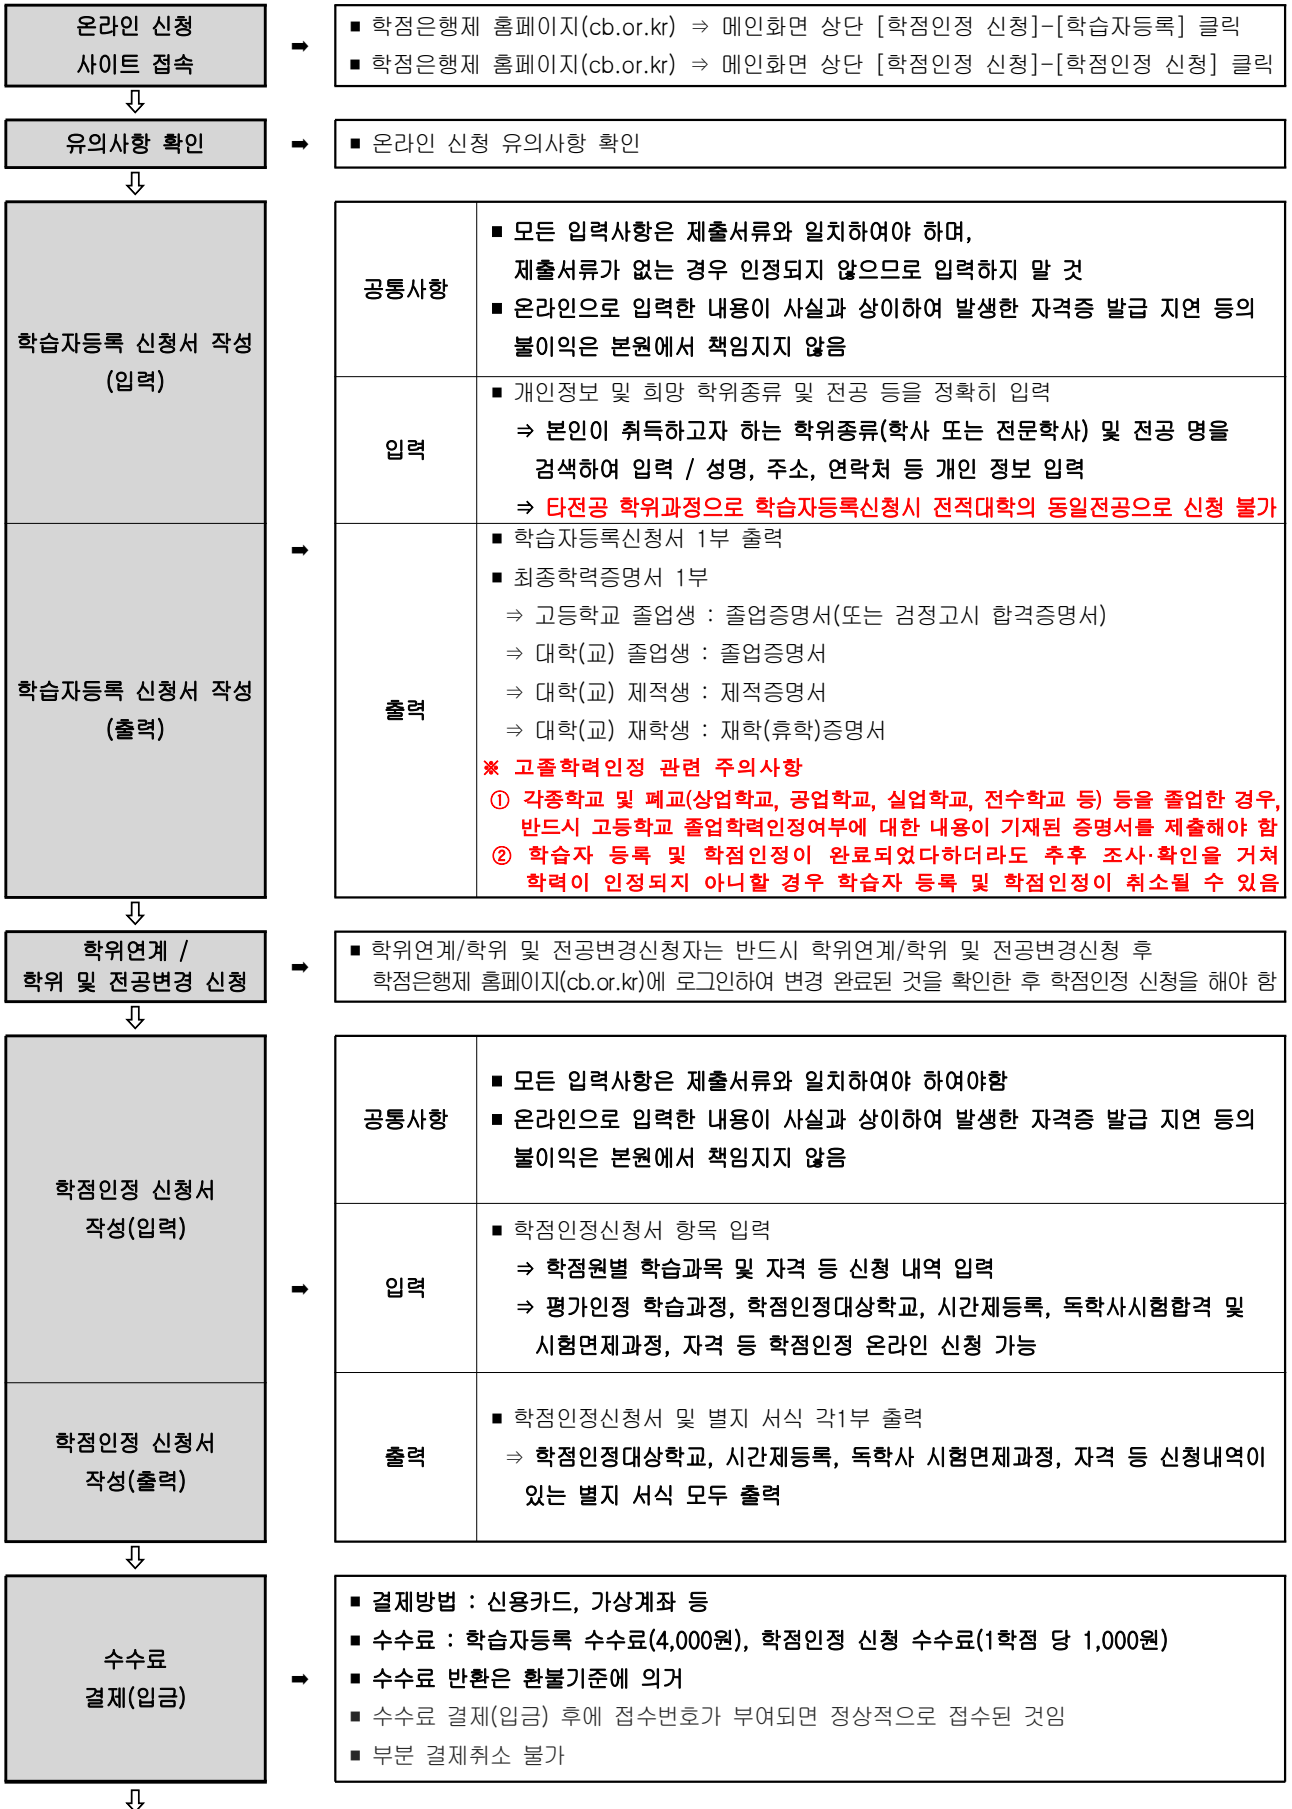 온라인 신청
사이트 접속
➡
■ 학점은행제 홈페이지(cb.or.kr) ⇒ 메인화면 상단 [학점인정 신청]-[학습자등록] 클릭
■ 학점은행제 홈페이지(cb.or.kr) ⇒ 메인화면 상단 [학점인정 신청]-[학점인정 신청] 클릭
⇩
유의사항 확인
➡
■ 온라인 신청 유의사항 확인
⇩
학습자등록 신청서 작성
(입력)
학습자등록 신청서 작성
(출력)
➡
공통사항
■ 모든 입력사항은 제출서류와 일치하여야 하며,
제출서류가 없는 경우 인정되지 않으므로 입력하지 말 것
■ 온라인으로 입력한 내용이 사실과 상이하여 발생한 자격증 발급 지연 등의
불이익은 본원에서 책임지지 않음
입력
■ 개인정보 및 희망 학위종류 및 전공 등을 정확히 입력
⇒ 본인이 취득하고자 하는 학위종류(학사 또는 전문학사) 및 전공 명을
검색하여 입력 / 성명, 주소, 연락처 등 개인 정보 입력
⇒ 타전공 학위과정으로 학습자등록신청시 전적대학의 동일전공으로 신청 불가
출력
■ 학습자등록신청서 1부 출력
■ 최종학력증명서 1부
⇒ 고등학교 졸업생 : 졸업증명서(또는 검정고시 합격증명서)
⇒ 대학(교) 졸업생 : 졸업증명서
⇒ 대학(교) 제적생 : 제적증명서
⇒ 대학(교) 재학생 : 재학(휴학)증명서
※ 고졸학력인정 관련 주의사항
① 각종학교 및 폐교(상업학교, 공업학교, 실업학교, 전수학교 등) 등을 졸업한 경우,
반드시 고등학교 졸업학력인정여부에 대한 내용이 기재된 증명서를 제출해야 함
② 학습자 등록 및 학점인정이 완료되었다하더라도 추후 조사·확인을 거쳐
학력이 인정되지 아니할 경우 학습자 등록 및 학점인정이 취소될 수 있음
⇩
학위연계 /
학위 및 전공변경 신청
➡
■ 학위연계/학위 및 전공변경신청자는 반드시 학위연계/학위 및 전공변경신청 후
학점은행제 홈페이지(cb.or.kr)에 로그인하여 변경 완료된 것을 확인한 후 학점인정 신청을 해야 함
⇩
학점인정 신청서
작성(입력)
학점인정 신청서
작성(출력)
➡
공통사항
■ 모든 입력사항은 제출서류와 일치하여야 하여야함
■ 온라인으로 입력한 내용이 사실과 상이하여 발생한 자격증 발급 지연 등의
불이익은 본원에서 책임지지 않음
입력
■ 학점인정신청서 항목 입력
⇒ 학점원별 학습과목 및 자격 등 신청 내역 입력
⇒ 평가인정 학습과정, 학점인정대상학교, 시간제등록, 독학사시험합격 및
시험면제과정, 자격 등 학점인정 온라인 신청 가능
출력
■ 학점인정신청서 및 별지 서식 각1부 출력
⇒ 학점인정대상학교, 시간제등록, 독학사 시험면제과정, 자격 등 신청내역이
있는 별지 서식 모두 출력
⇩
수수료
결제(입금)
➡
■ 결제방법 : 신용카드, 가상계좌 등
■ 수수료 : 학습자등록 수수료(4,000원), 학점인정 신청 수수료(1학점 당 1,000원)
■ 수수료 반환은 환불기준에 의거
■ 수수료 결제(입금) 후에 접수번호가 부여되면 정상적으로 접수된 것임
■ 부분 결제취소 불가
⇩